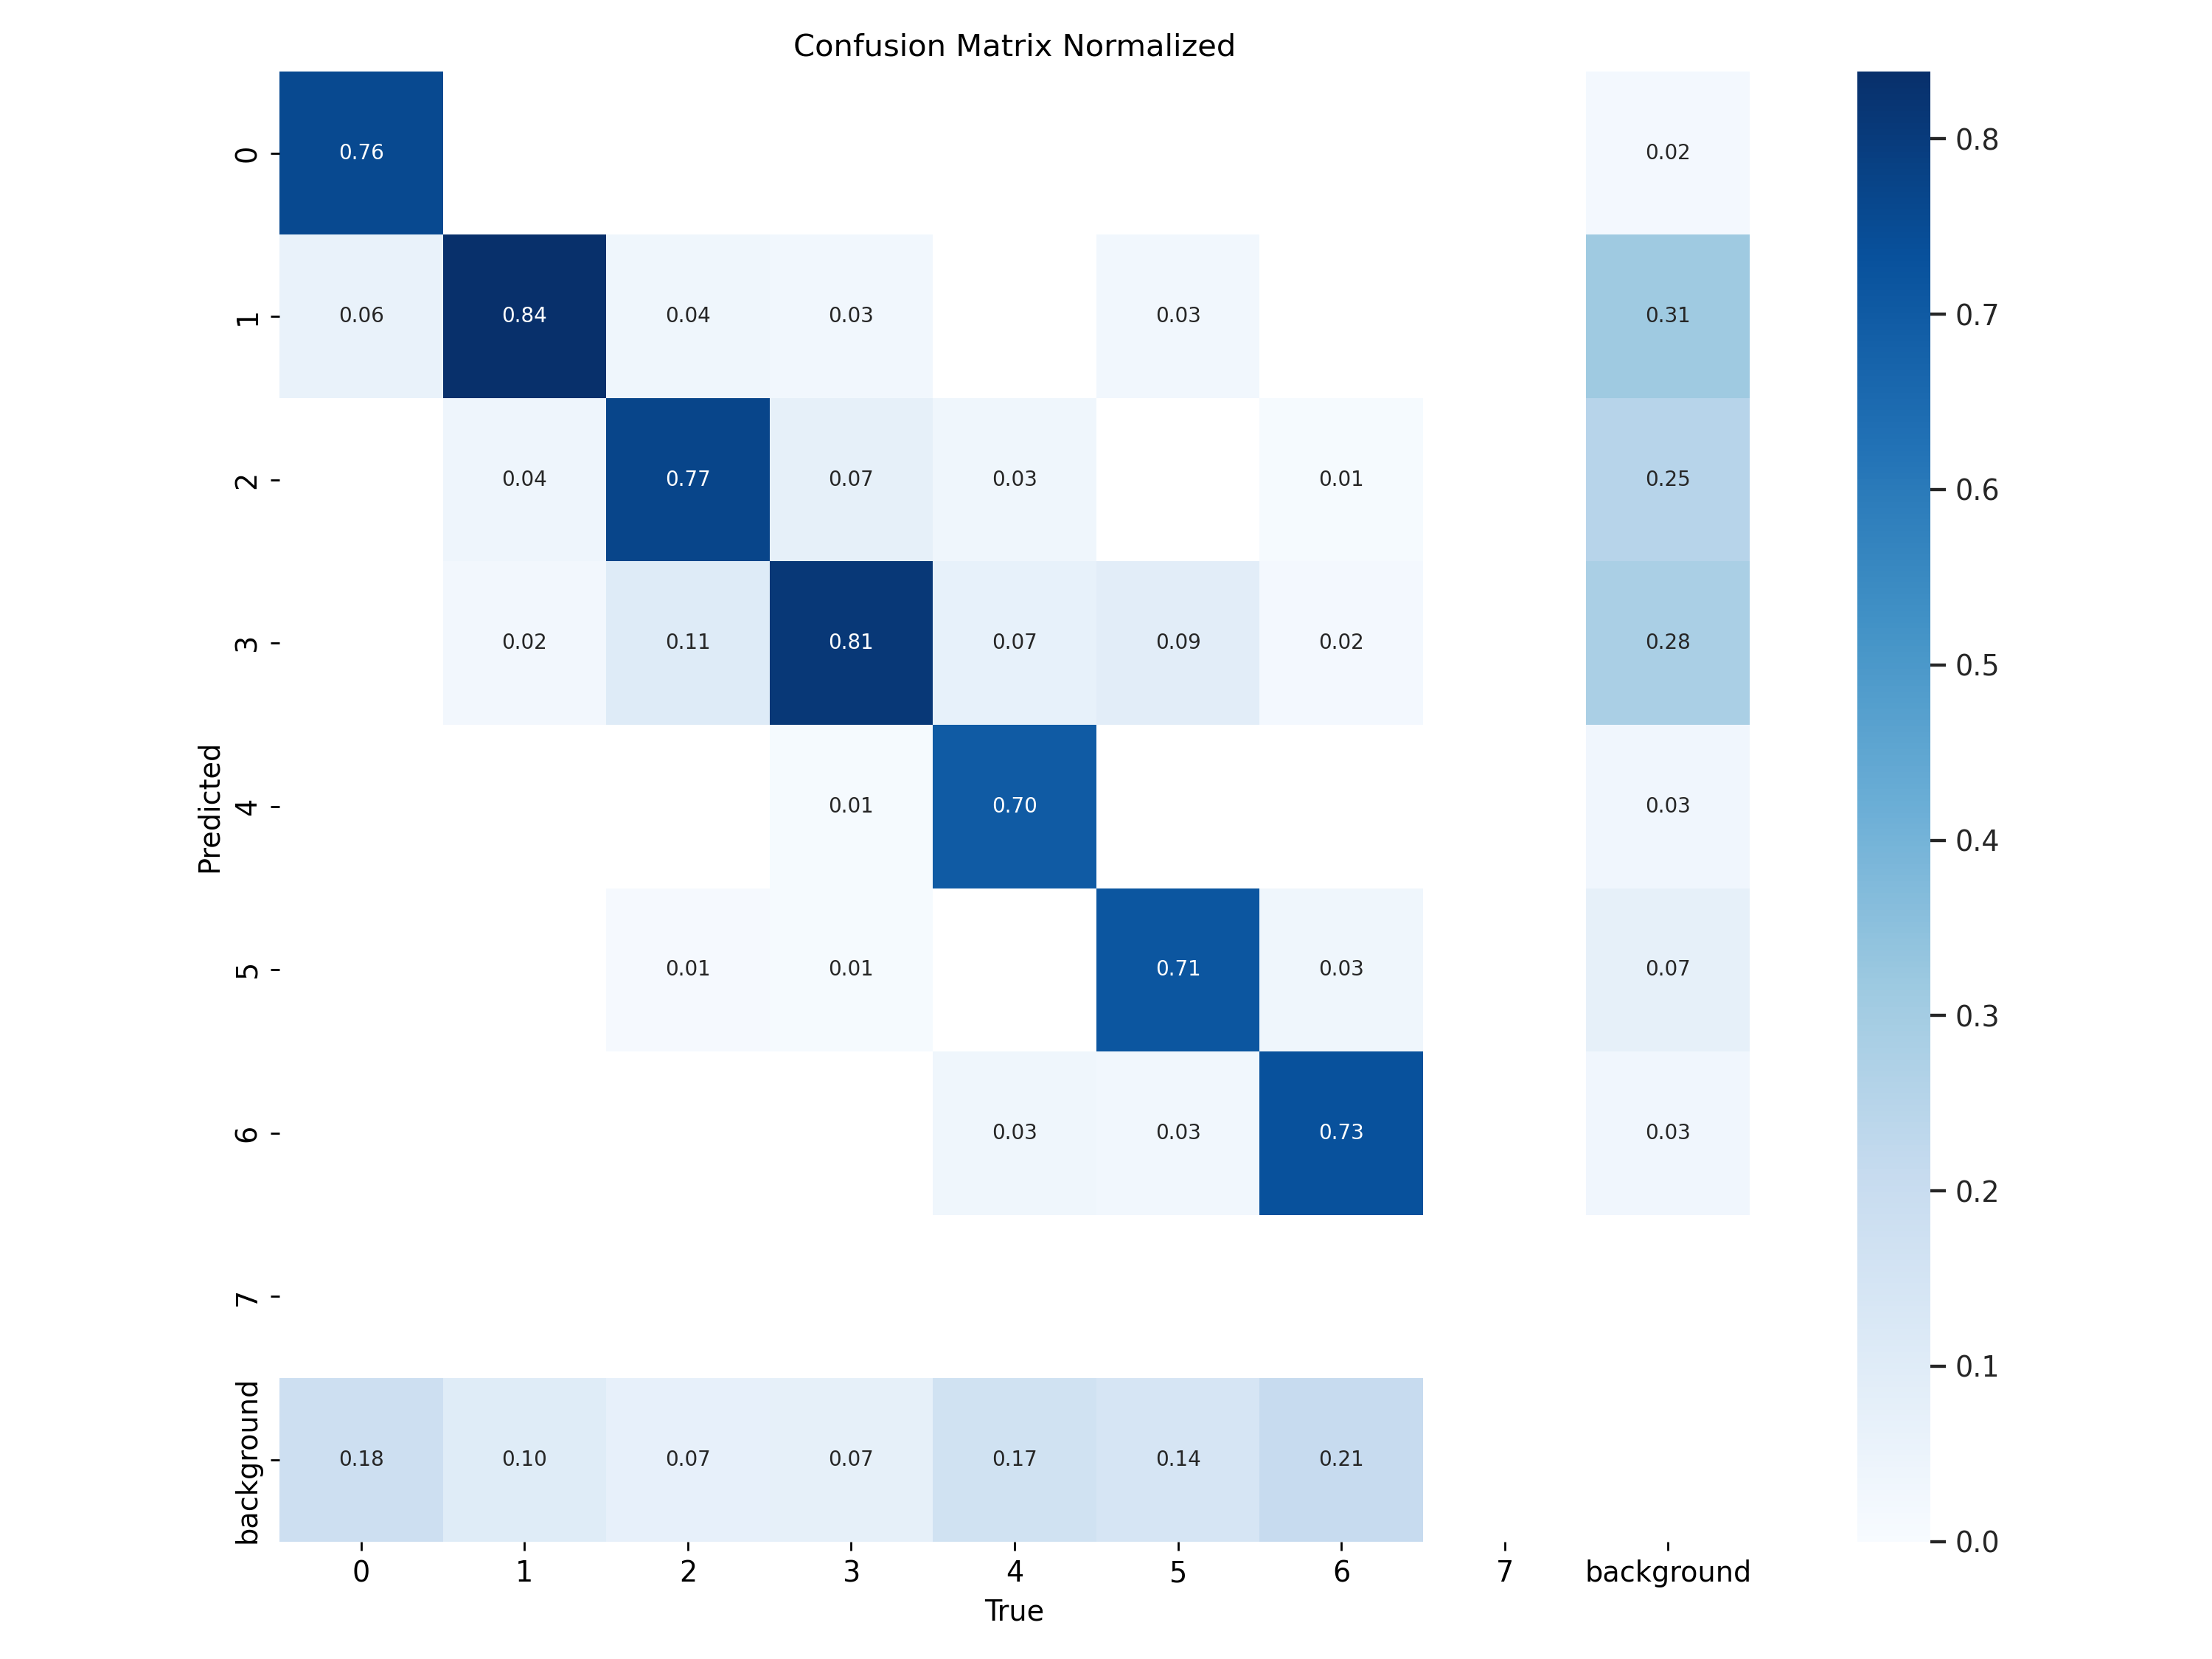 Confusion Matrix Normalized
0 0.76 0.02 0.8
1 0.06 0.84 0.04 0.03 0.03 0.31 0.7
2 0.04 0.77 0.07 0.03 0.01 0.25 0.6
3 0.02 0.11 0.81 0.07 0.09 0.02 0.28 0.5
Predicted
4 0.01 0.70 0.03 0.4
5 0.01 0.01 0.71 0.03 0.07 0.3
6 0.03 0.03 0.73 0.03 0.2
7 0.1
background 0.18 0.10 0.07 0.07 0.17 0.14 0.21 0.0
0 1 2 3 4 5 6 7 background
True